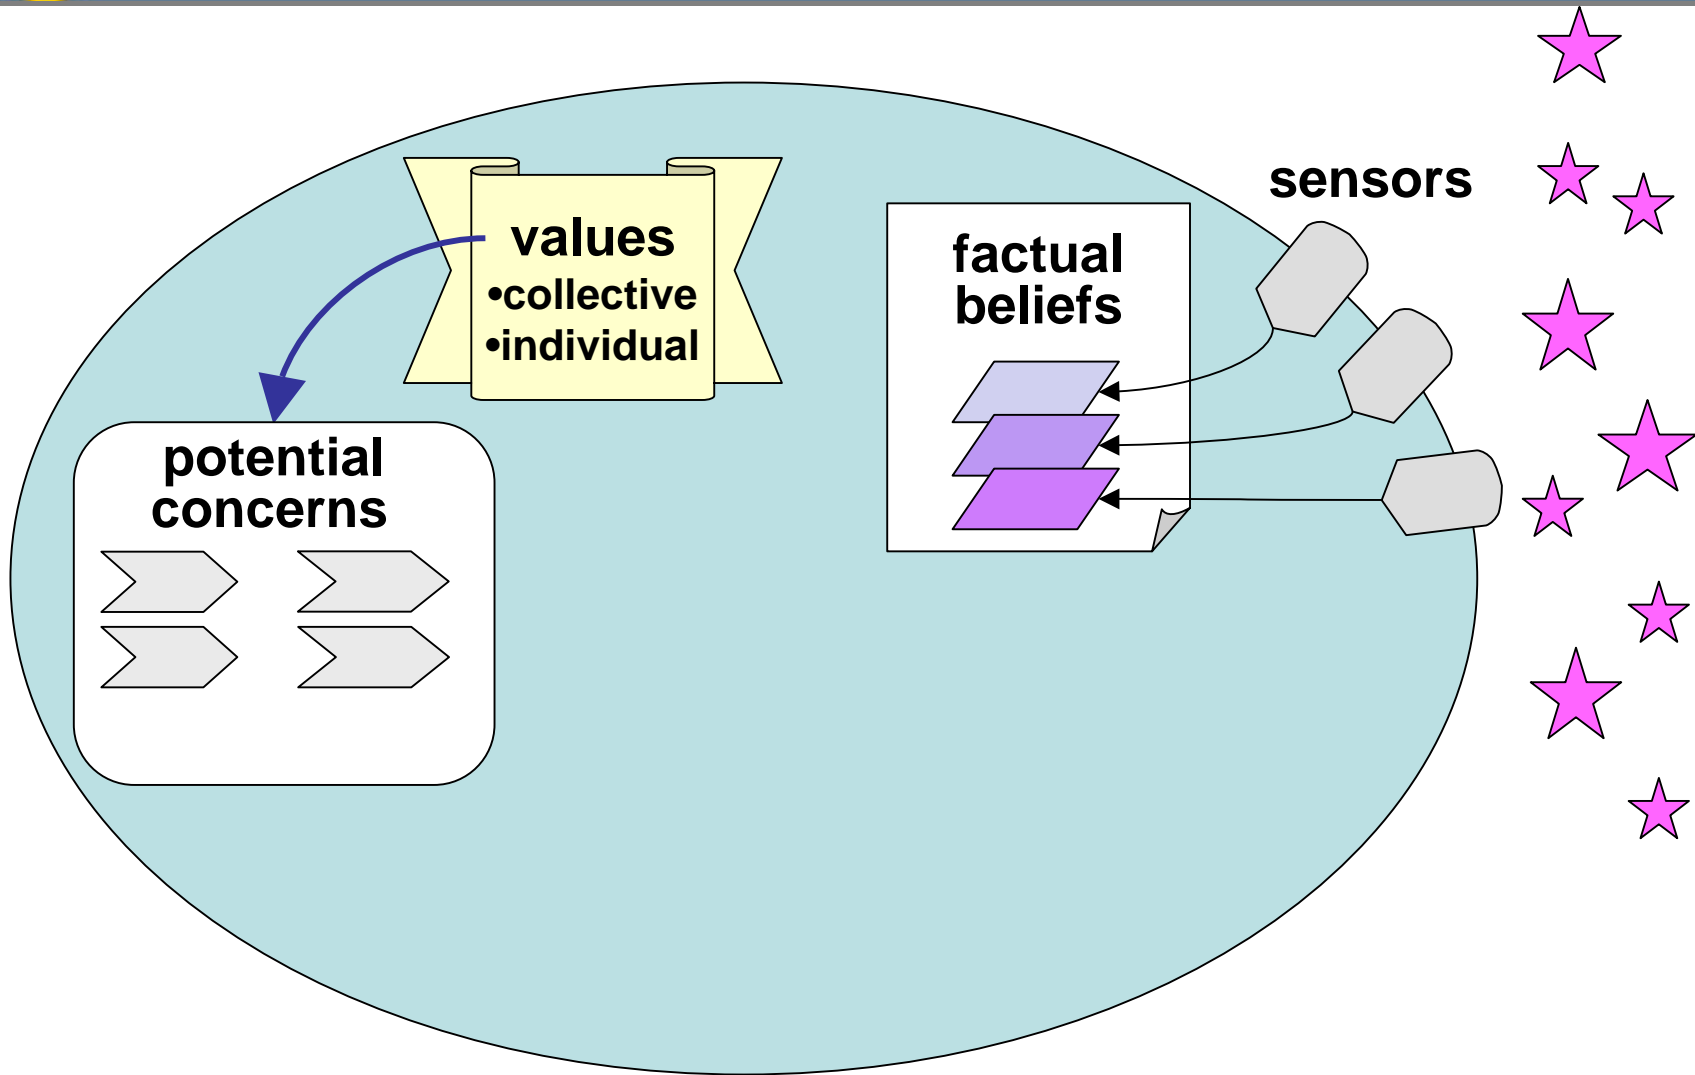 values
•collective
•individual
factual
beliefs
sensors
potential
concerns